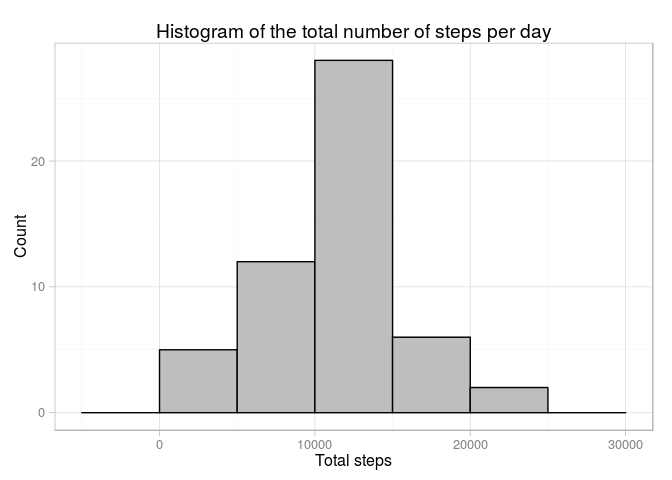 Histogram of the total number of steps per day
20
10
0
Count
0 10000 20000 30000
Total steps